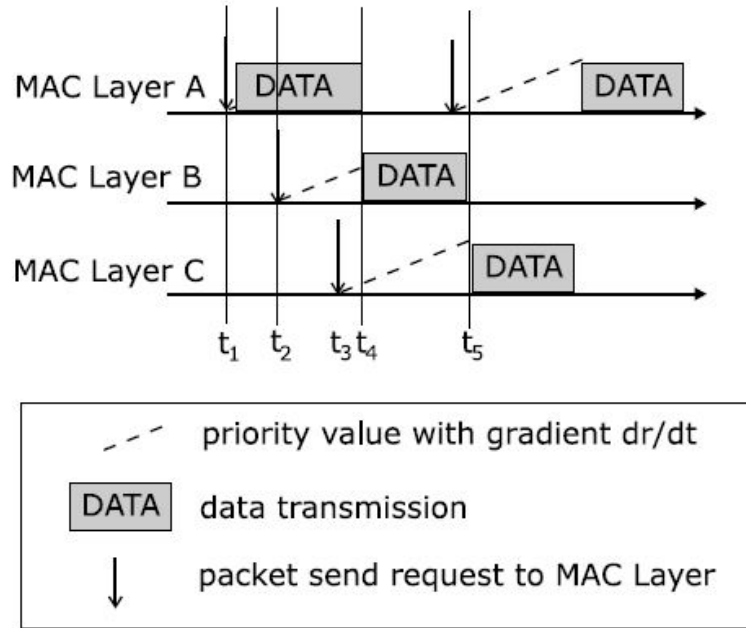 MAC Layer A
DATA
DATA
MAC Layer B
DATA
MAC Layer C
DATA
t1 t2 t3 t4 t5
priority value with gradient dr/dt
DATA data transmission
packet send request to MAC Layer